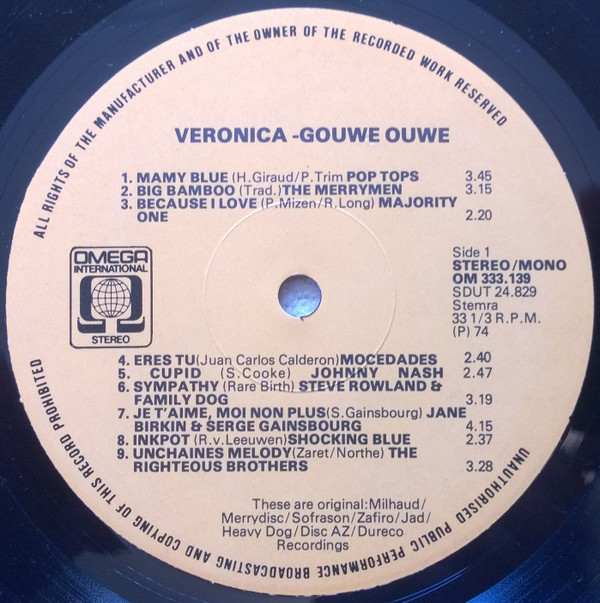 ALL RIGHTS OF THE MANUFACTURER AND OF THE OWNER OF THE RECORDED WORK RESERVED
VERONICA -GOUWE OUWE
1. MAMY BLUE (H.Giraud/P.Trim POP TOPS 3.45
2. BIG BAMBOO (Trad.)THE MERRYMEN 3.15
3. BECAUSE I LOVE (P.Mizen/R.Long) MAJORITY
ONE 2.20
OMEGA
INTERNATIONAL
STEREO
Side 1
STEREO/MONO
OM 333.139
SDUT 24.829
Stemra
33 1/3 R.P.M.
(P) 74
4. ERES TU(Juan Carlos Calderon)MOCEDADES 2.40
5. CUPID (S.Cooke) JOHNNY NASH 2.47
6. SYMPATHY (Rare Birth) STEVE ROWLAND &
FAMILY DOG 3.19
7. JE T'AIME, MOI NON PLUS(S.Gainsbourg) JANE
BIRKIN & SERGE GAINSBOURG 4.15
8. INKPOT (R.v.Leeuwen)SHOCKING BLUE 2.37
9. UNCHAINES MELODY(Zaret/Northe) THE
RIGHTEOUS BROTHERS 3.28
These are original:Milhaud/
Merrydisc/Sofrason/Zafiro/Jad/
Heavy Dog/Disc AZ/Dureco
Recordings
UNAUTHORISED PUBLIC PERFORMANCE BROADCASTING AND COPYING OF THIS RECORD PROHIBITED